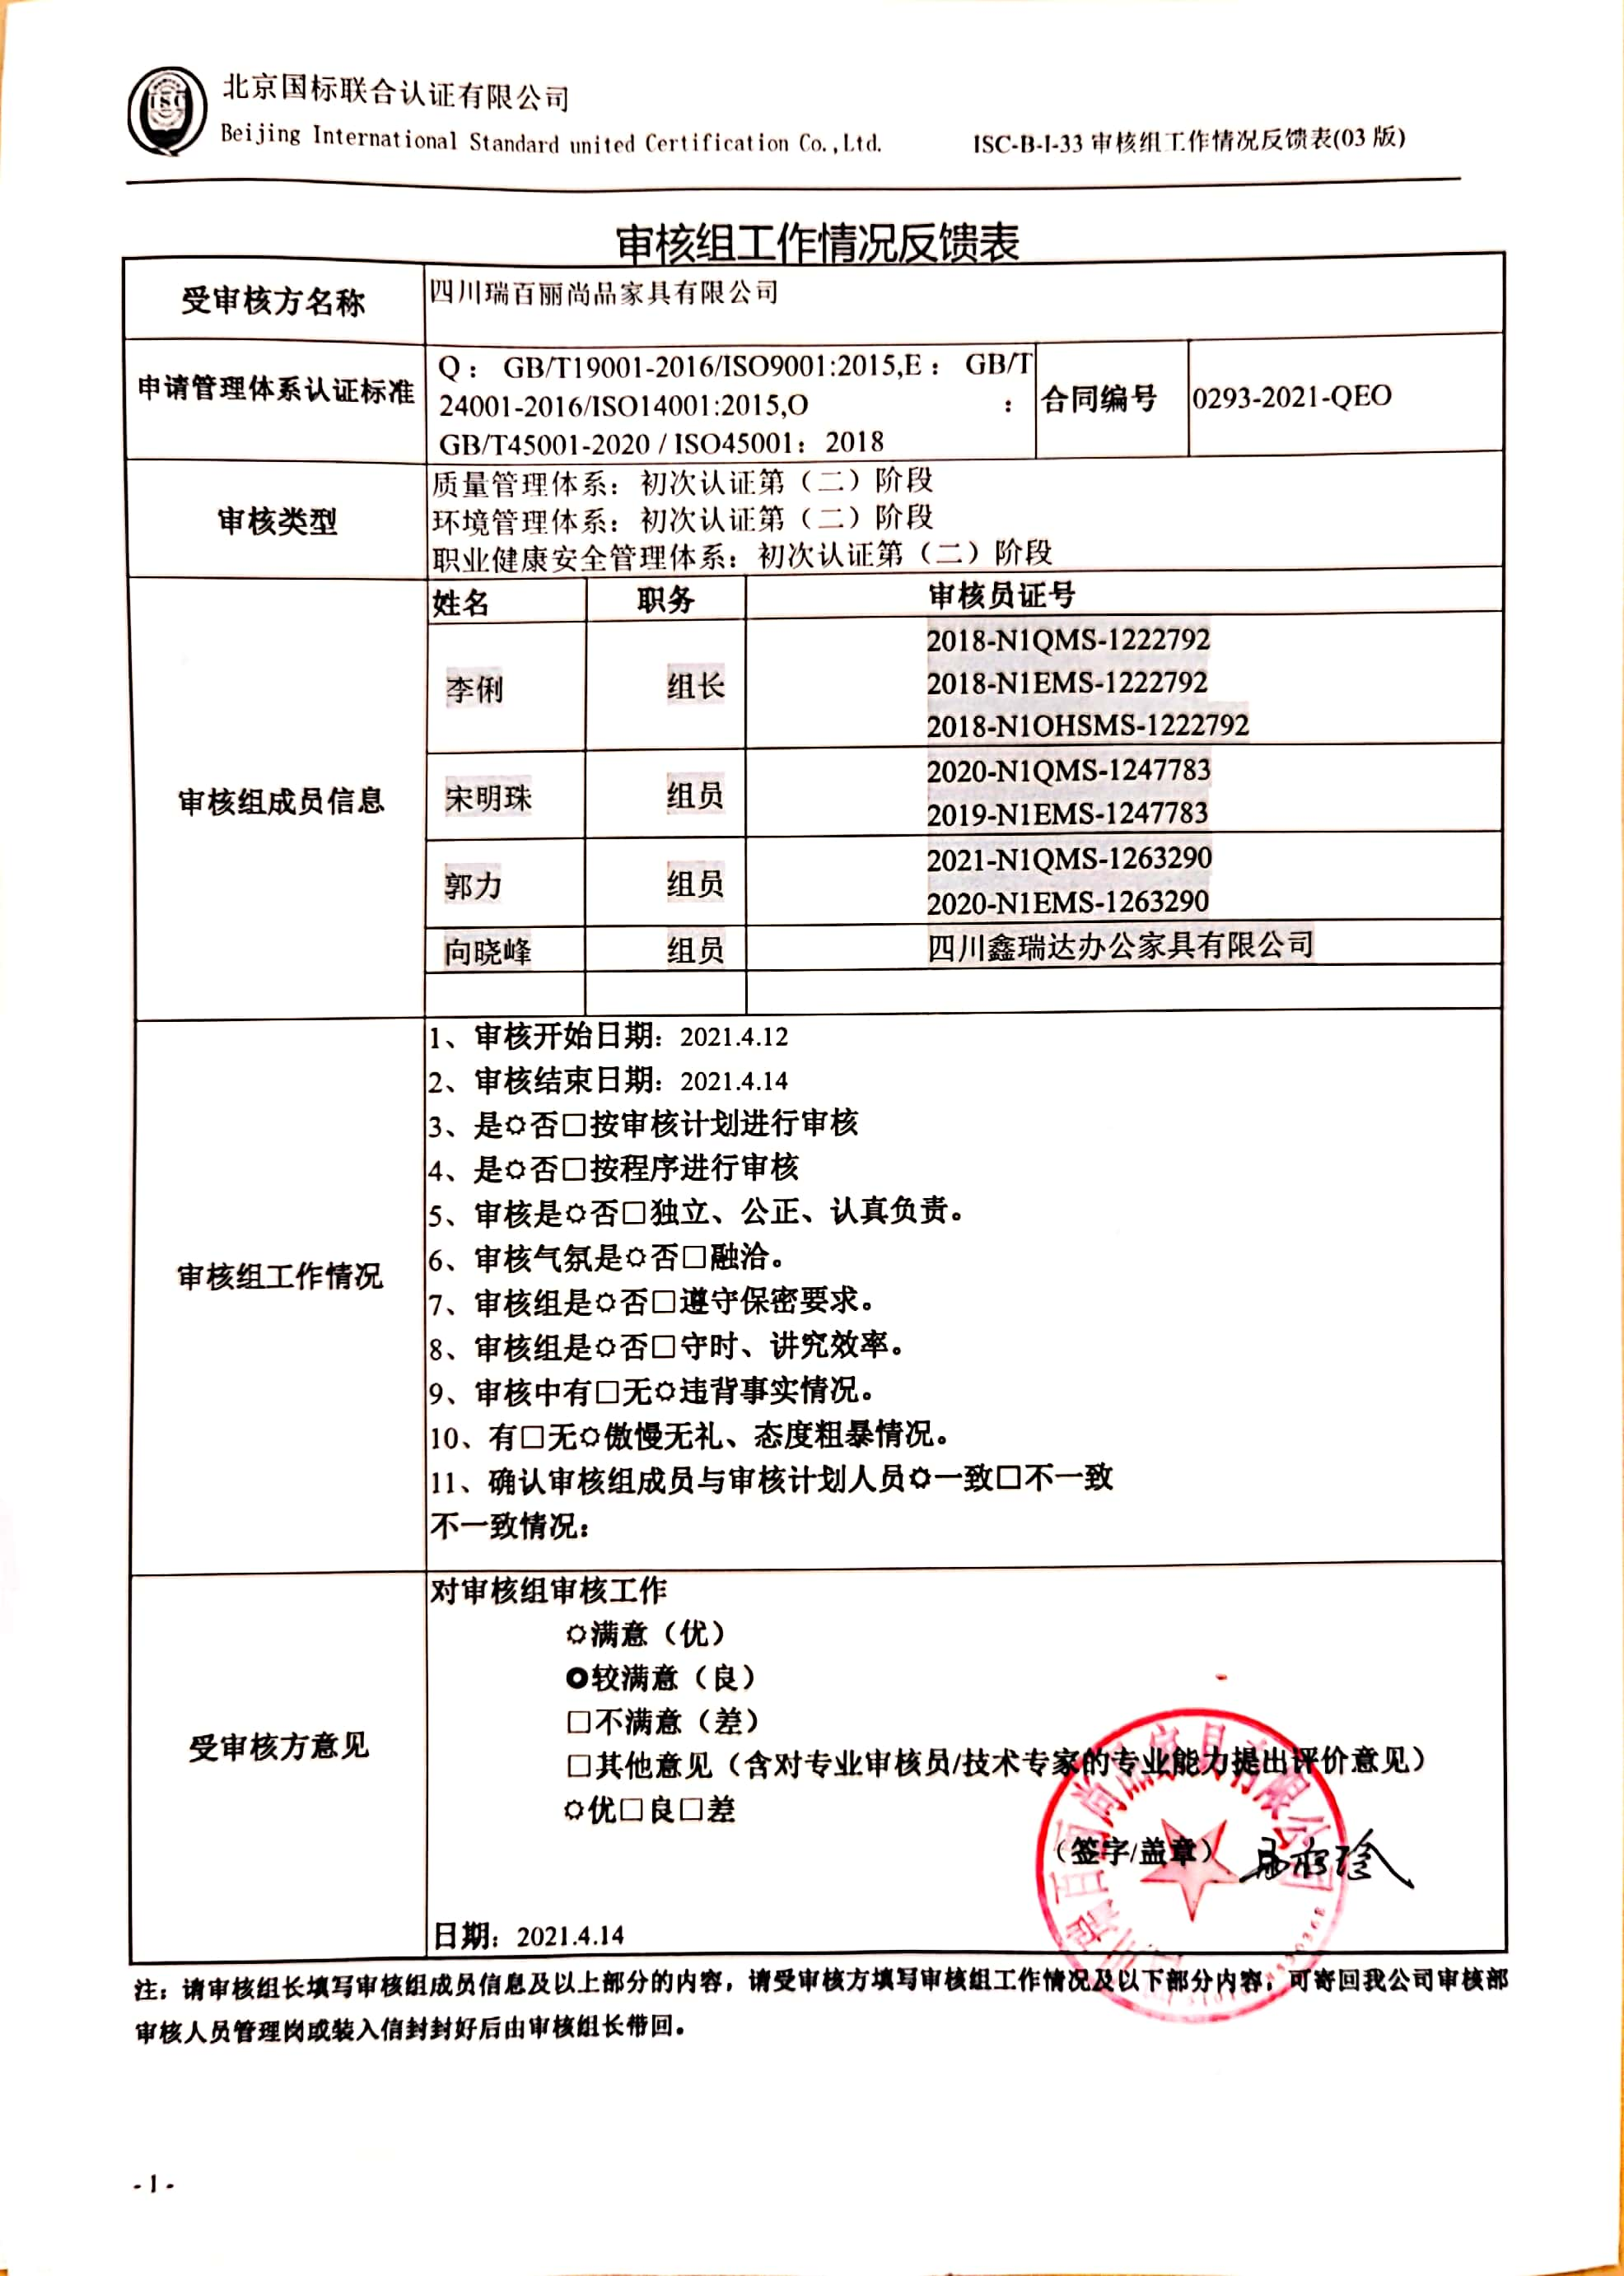 ISC
北京国标联合认证有限公司
Beijing International Standard united Certification Co.,Ltd.
ISC-B-I-33 审核组工作情况反馈表(03 版)
审核组工作情况反馈表
受审核方名称
四川瑞百丽尚品家具有限公司
申请管理体系认证标准
Q： GB/T19001-2016/ISO9001:2015,E： GB/T
24001-2016/ISO14001:2015,O ：
GB/T45001-2020 / ISO45001：2018
合同编号
0293-2021-QEO
审核类型
质量管理体系：初次认证第（二）阶段
环境管理体系：初次认证第（二）阶段
职业健康安全管理体系：初次认证第（二）阶段
审核组成员信息
姓名 职务 审核员证号
李俐 组长 2018-N1QMS-1222792
2018-N1EMS-1222792
2018-N1OHSMS-1222792
宋明珠 组员 2020-N1QMS-1247783
2019-N1EMS-1247783
郭力 组员 2021-N1QMS-1263290
2020-N1EMS-1263290
向晓峰 组员 四川鑫瑞达办公家具有限公司
审核组工作情况
1、审核开始日期：2021.4.12
2、审核结束日期：2021.4.14
3、是☼否□按审核计划进行审核
4、是☼否□按程序进行审核
5、审核是☼否□独立、公正、认真负责。
6、审核气氛是☼否□融洽。
7、审核组是☼否□遵守保密要求。
8、审核组是☼否□守时、讲究效率。
9、审核中有□无☼违背事实情况。
10、有□无☼傲慢无礼、态度粗暴情况。
11、确认审核组成员与审核计划人员☼一致□不一致
不一致情况：
受审核方意见
对审核组审核工作
☼满意（优）
●较满意（良）
□不满意（差）
□其他意见（含对专业审核员/技术专家的专业能力提出评价意见）
☼优□良□差
（签字/盖章）
日期：2021.4.14
注：请审核组长填写审核组成员信息及以上部分的内容，请受审核方填写审核组工作情况及以下部分内容，可寄回我公司审核部
审核人员管理岗或装入信封封好后由审核组长带回。
- 1 -